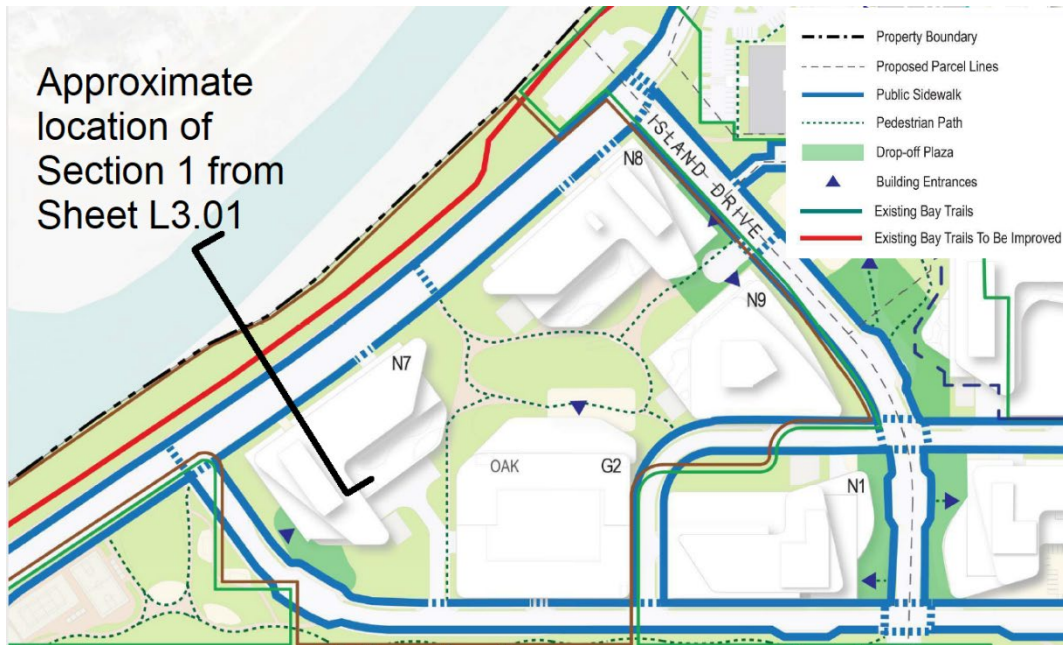 Approximate
location of
Section 1 from
Sheet L3.01
Property Boundary
Proposed Parcel Lines
Public Sidewalk
Pedestrian Path
Drop-off Plaza
Building Entrances
Existing Bay Trails
Existing Bay Trails To Be Improved
ISLAND DRIVE
N8
N9
N7
OAK
G2
N1